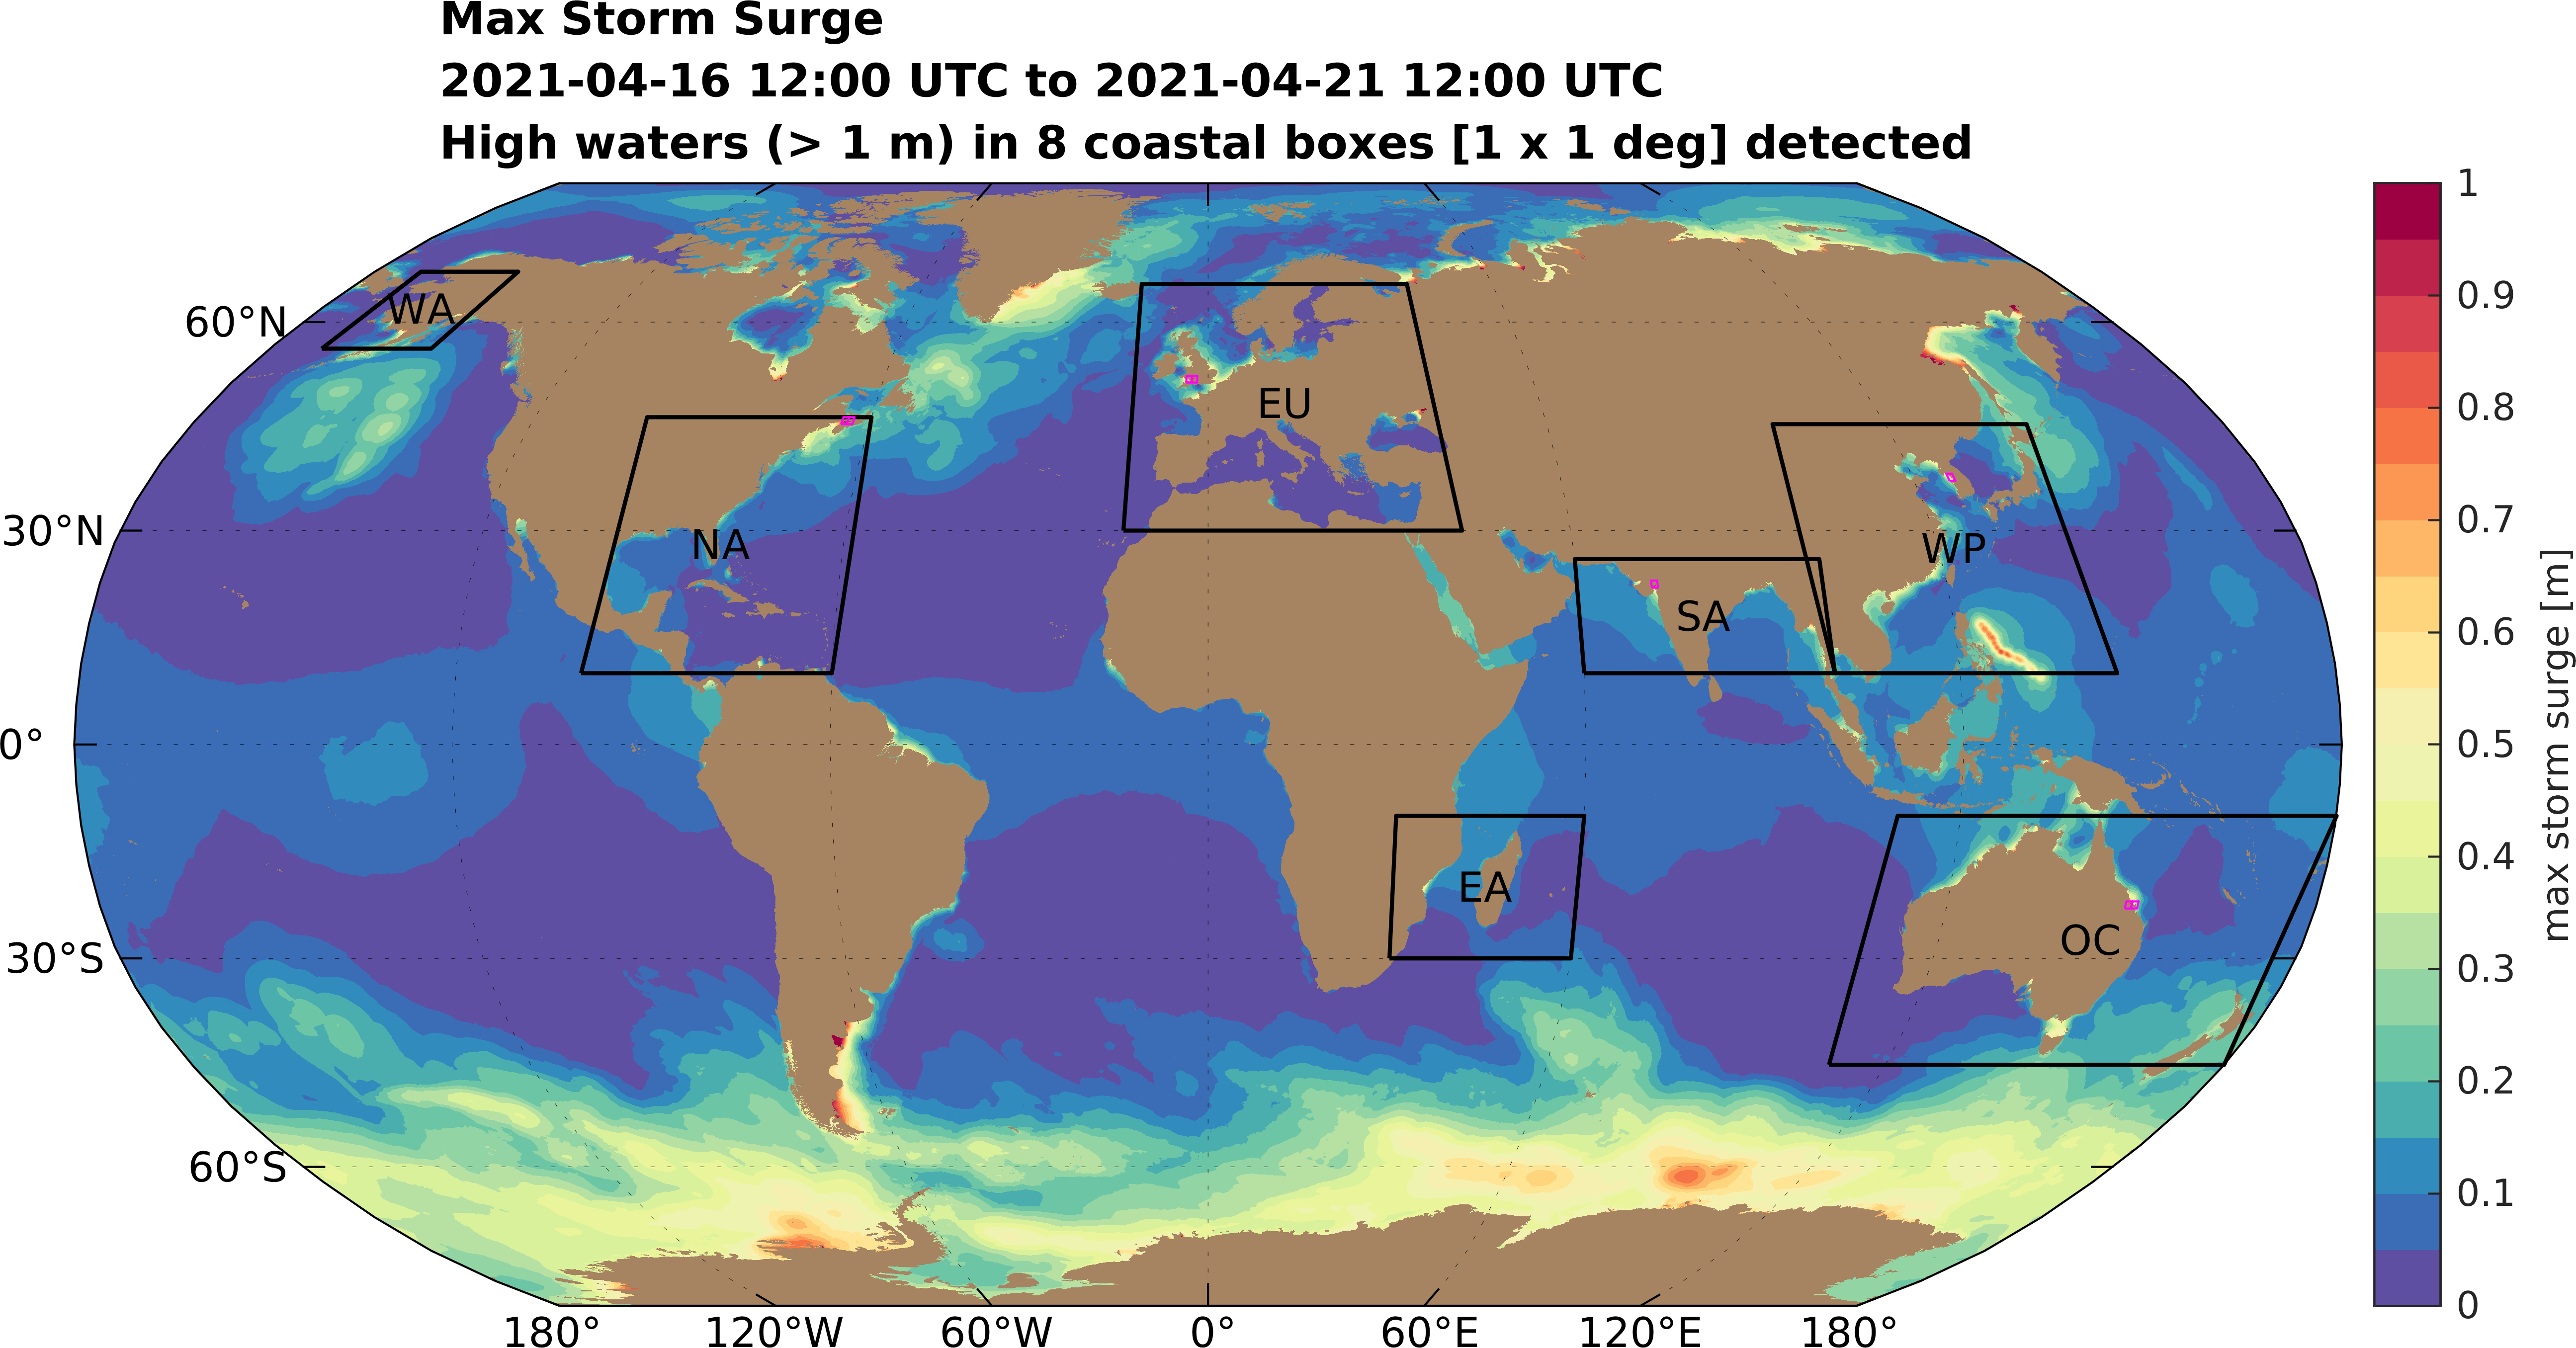 Max Storm Surge
2021-04-16 12:00 UTC to 2021-04-21 12:00 UTC
High waters (> 1 m) in 8 coastal boxes [1 x 1 deg] detected
60°N
30°N
0°
30°S
60°S
WA
NA
EU
SA
WP
EA
OC
180°
120°W
60°W
0°
60°E
120°E
180°
1
0.9
0.8
0.7
0.6
0.5
0.4
0.3
0.2
0.1
0
max storm surge [m]